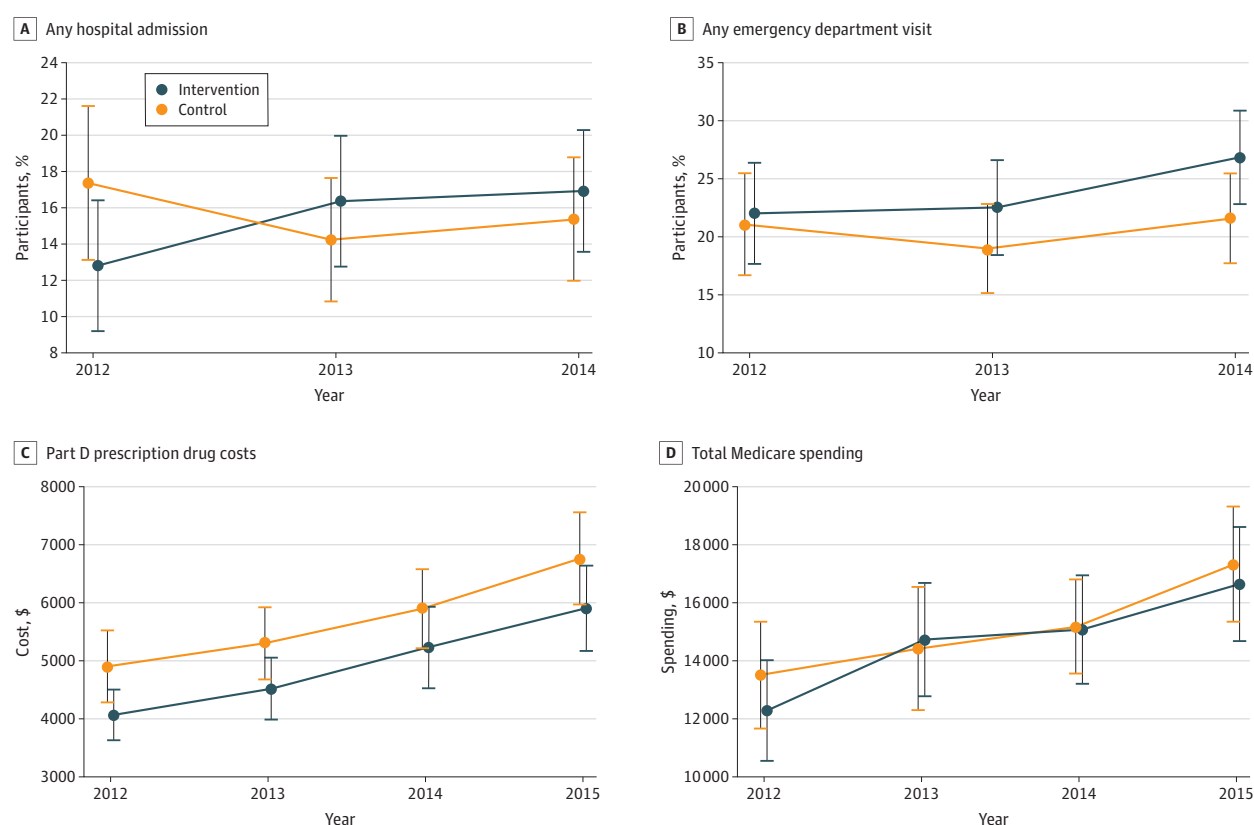 A Any hospital admission
24
22
20
18
16
14
12
10
8
Participants, %
Intervention
Control
2012
2013
2014
Year
B Any emergency department visit
35
30
25
20
15
10
Participants, %
2012
2013
2014
Year
C Part D prescription drug costs
8000
7000
6000
5000
4000
3000
Cost, $
2012
2013
2014
2015
Year
D Total Medicare spending
20 000
18 000
16 000
14 000
12 000
10 000
Spending, $
2012
2013
2014
2015
Year